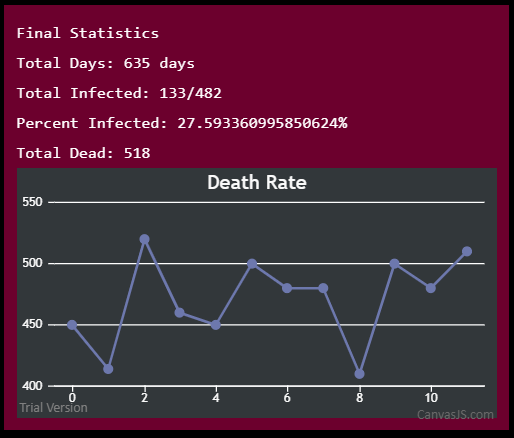 Final Statistics
Total Days: 635 days
Total Infected: 133/482
Percent Infected: 27.593360995850624%
Total Dead: 518
Death Rate
550
500
450
400
0 2 4 6 8 10
Trial Version
CanvasJS.com